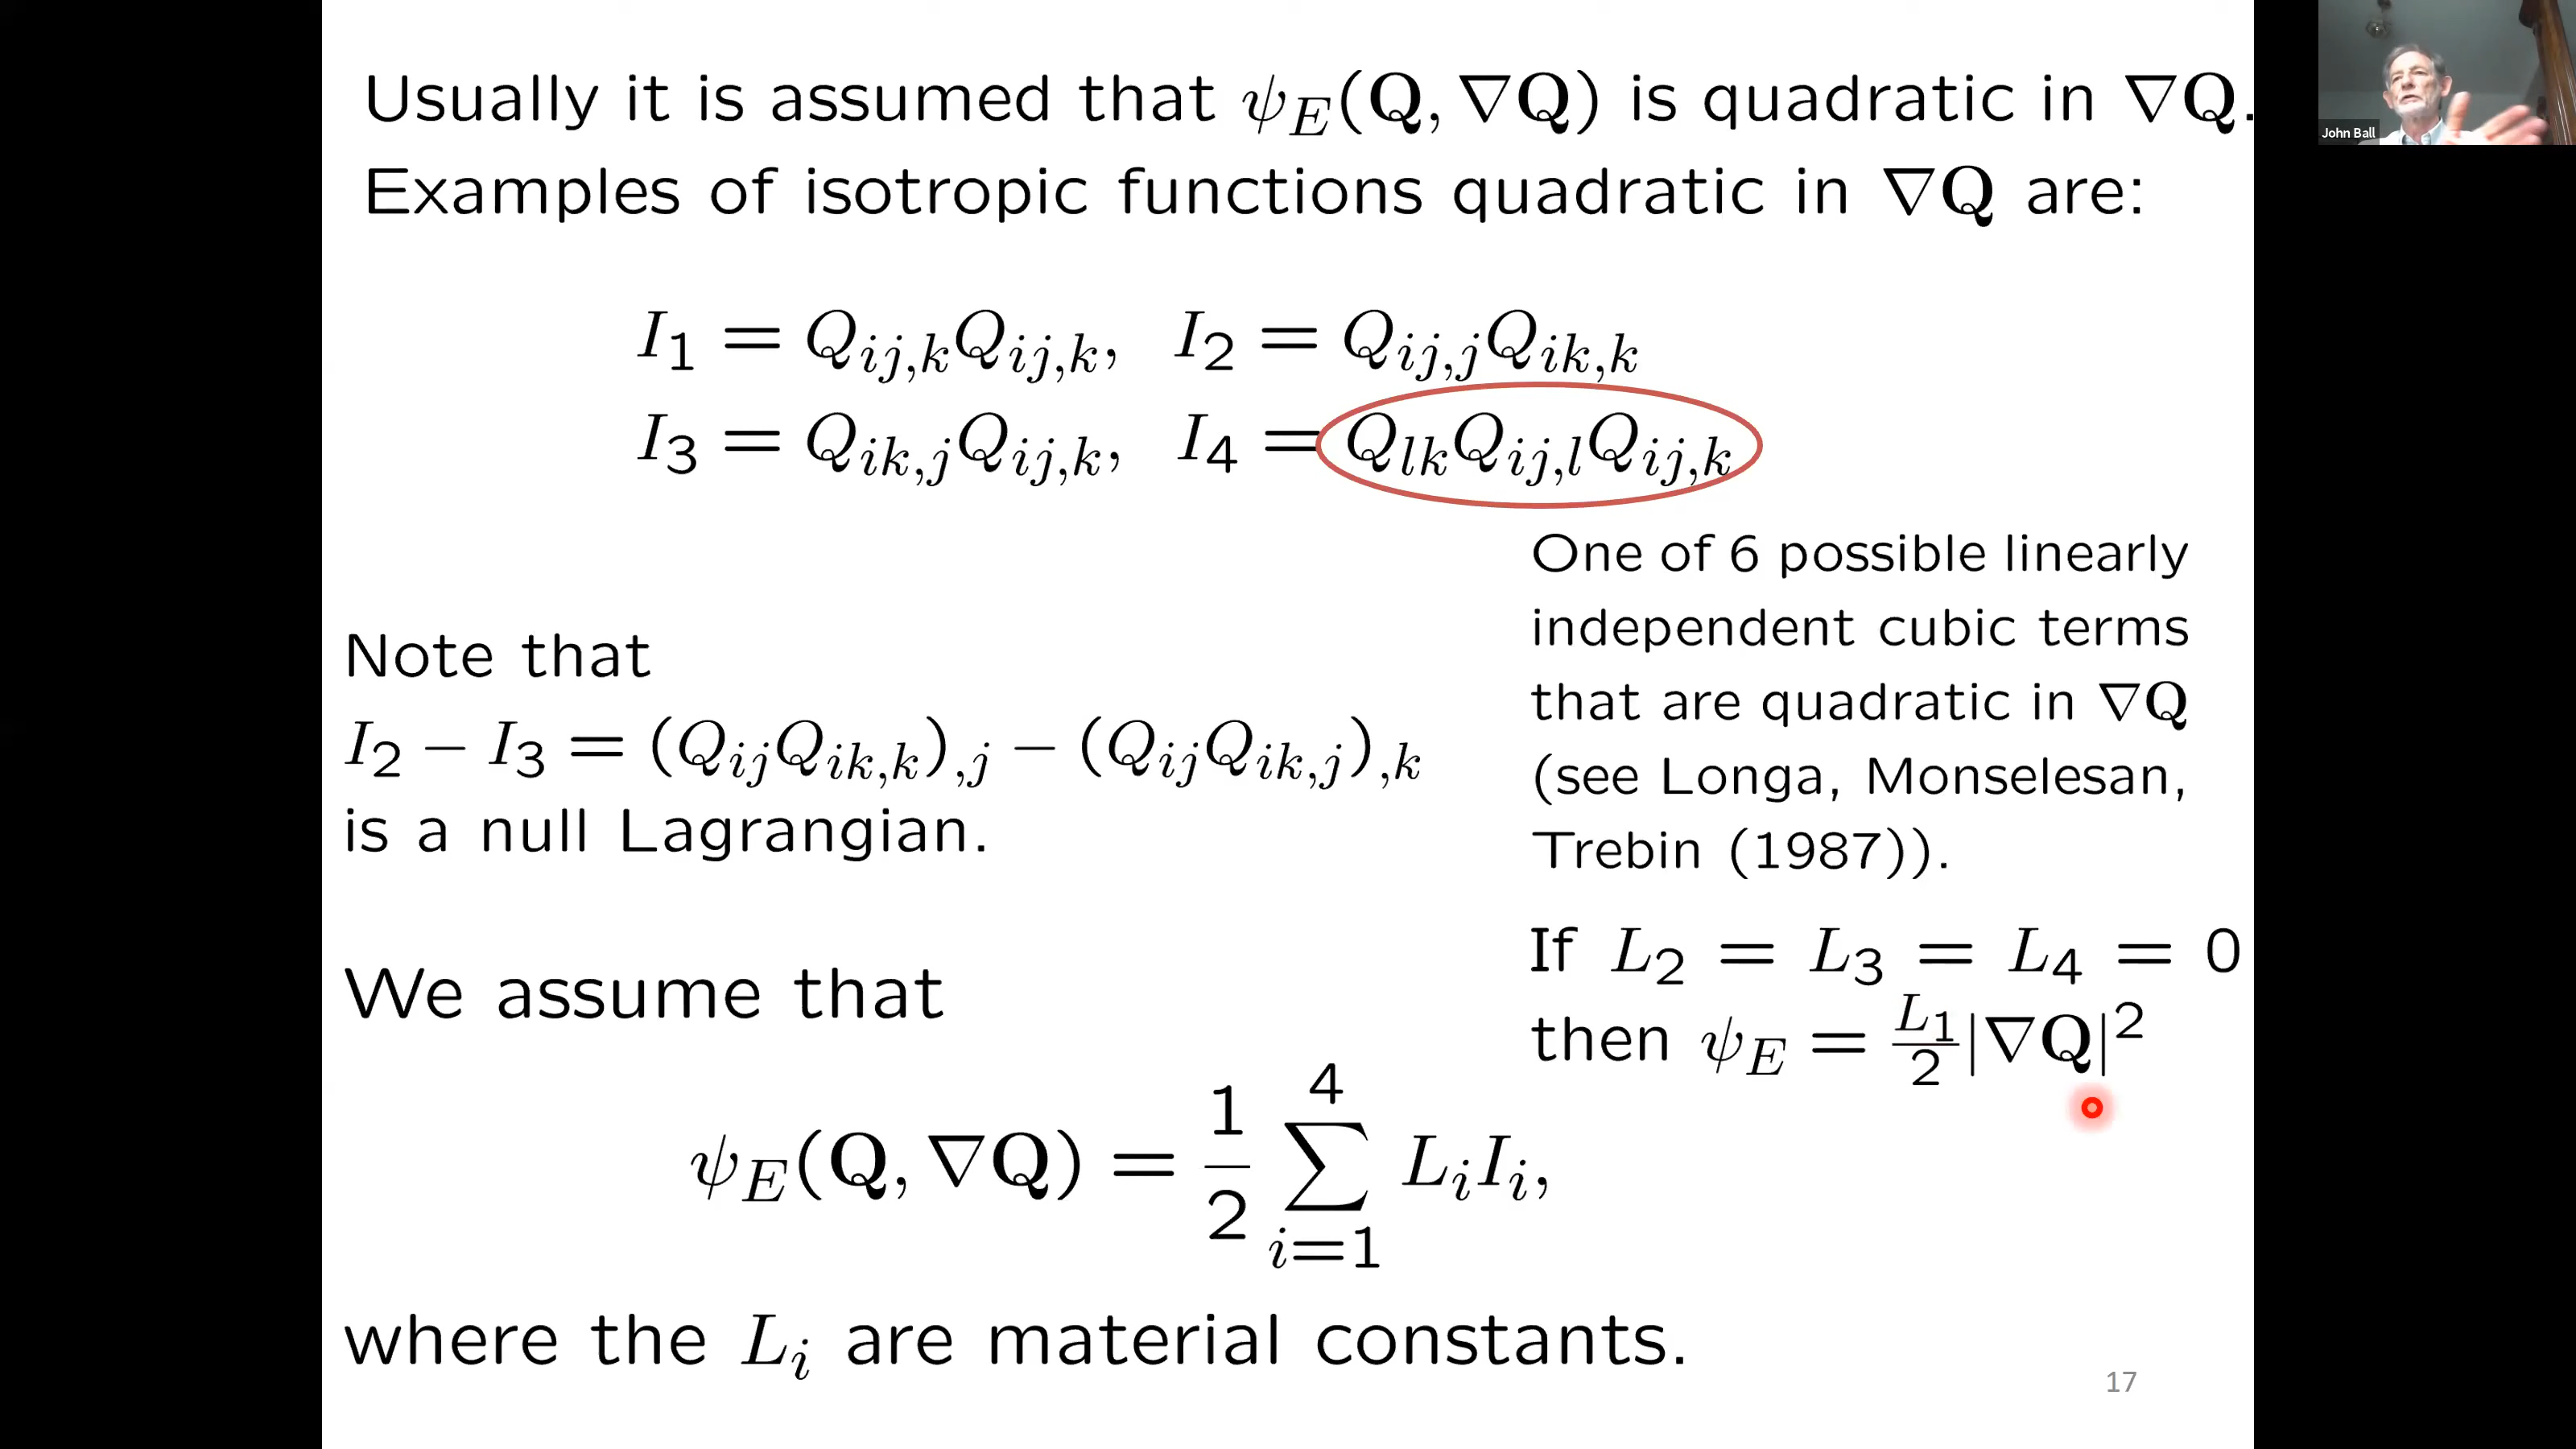 Usually it is assumed that ψ_E(Q, ∇Q) is quadratic in ∇Q.
Examples of isotropic functions quadratic in ∇Q are:
I_1 = Q_{ij,k}Q_{ij,k}, I_2 = Q_{ij,j}Q_{ik,k}
I_3 = Q_{ik,j}Q_{ij,k}, I_4 = Q_{lk}Q_{ij,l}Q_{ij,k}
One of 6 possible linearly
independent cubic terms
that are quadratic in ∇Q
(see Longa, Monselesan,
Trebin (1987)).
Note that
I_2 − I_3 = (Q_{ij}Q_{ik,k})_{,j} − (Q_{ij}Q_{ik,j})_{,k}
is a null Lagrangian.
If L_2 = L_3 = L_4 = 0
then ψ_E = \frac{L_1}{2}|∇Q|^2
We assume that
ψ_E(Q, ∇Q) = \frac{1}{2} \sum_{i=1}^{4} L_i I_i,
where the L_i are material constants.
17
John Ball